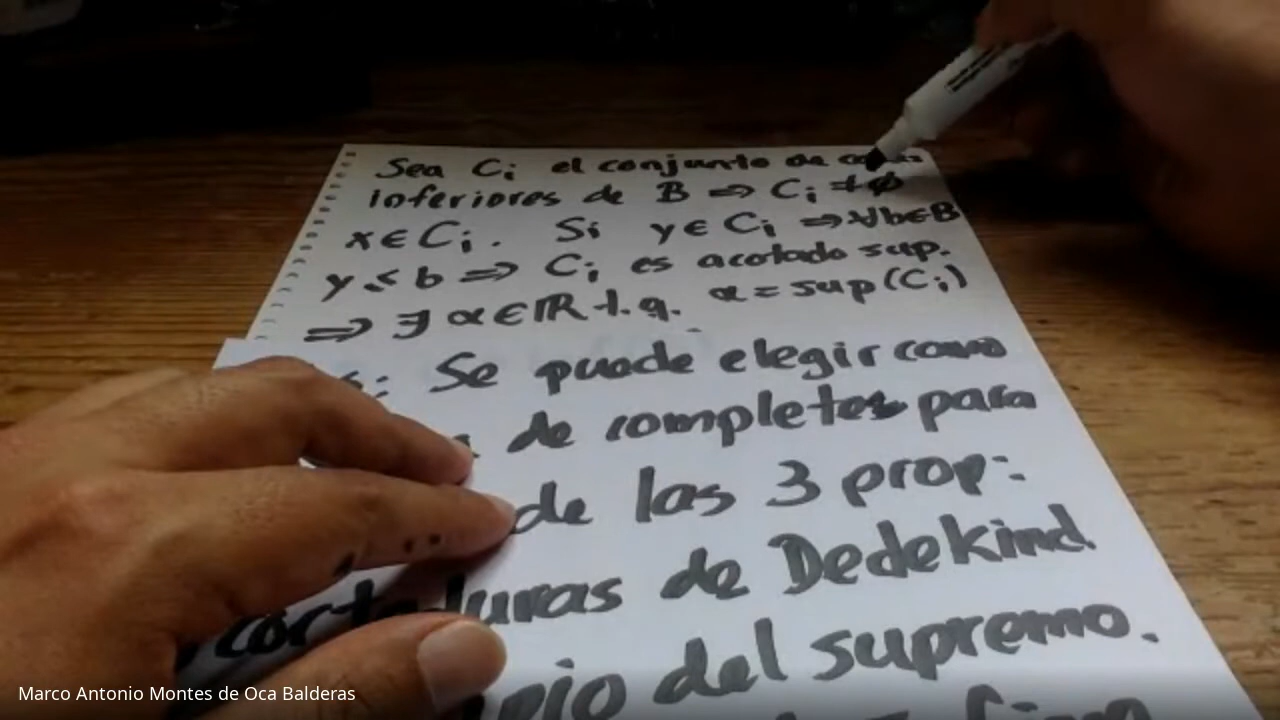 Sea Ci el conjunto de cotas
inferiores de B ⇒ Ci ≠ ∅
x ∈ Ci. Si y ∈ Ci ⇒ ∀b∈B
y ≤ b ⇒ Ci es acotado sup.
⇒ ∃ α ∈ ℝ t.q. α = sup(Ci)
Se puede elegir como
de completez para
de las 3 prop:
cortaduras de Dedekind.
del supremo.
Marco Antonio Montes de Oca Balderas